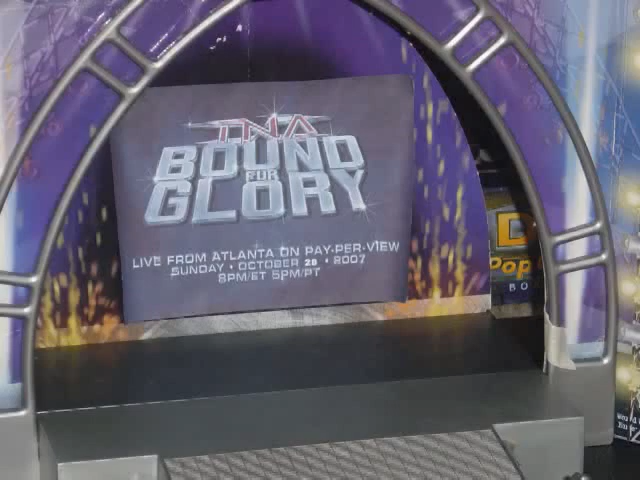 TNA
BOUND
FOR
GLORY
LIVE FROM ATLANTA ON PAY-PER-VIEW
SUNDAY • OCTOBER 28 • 2007
8PM/ET 5PM/PT
D
Pop
BO